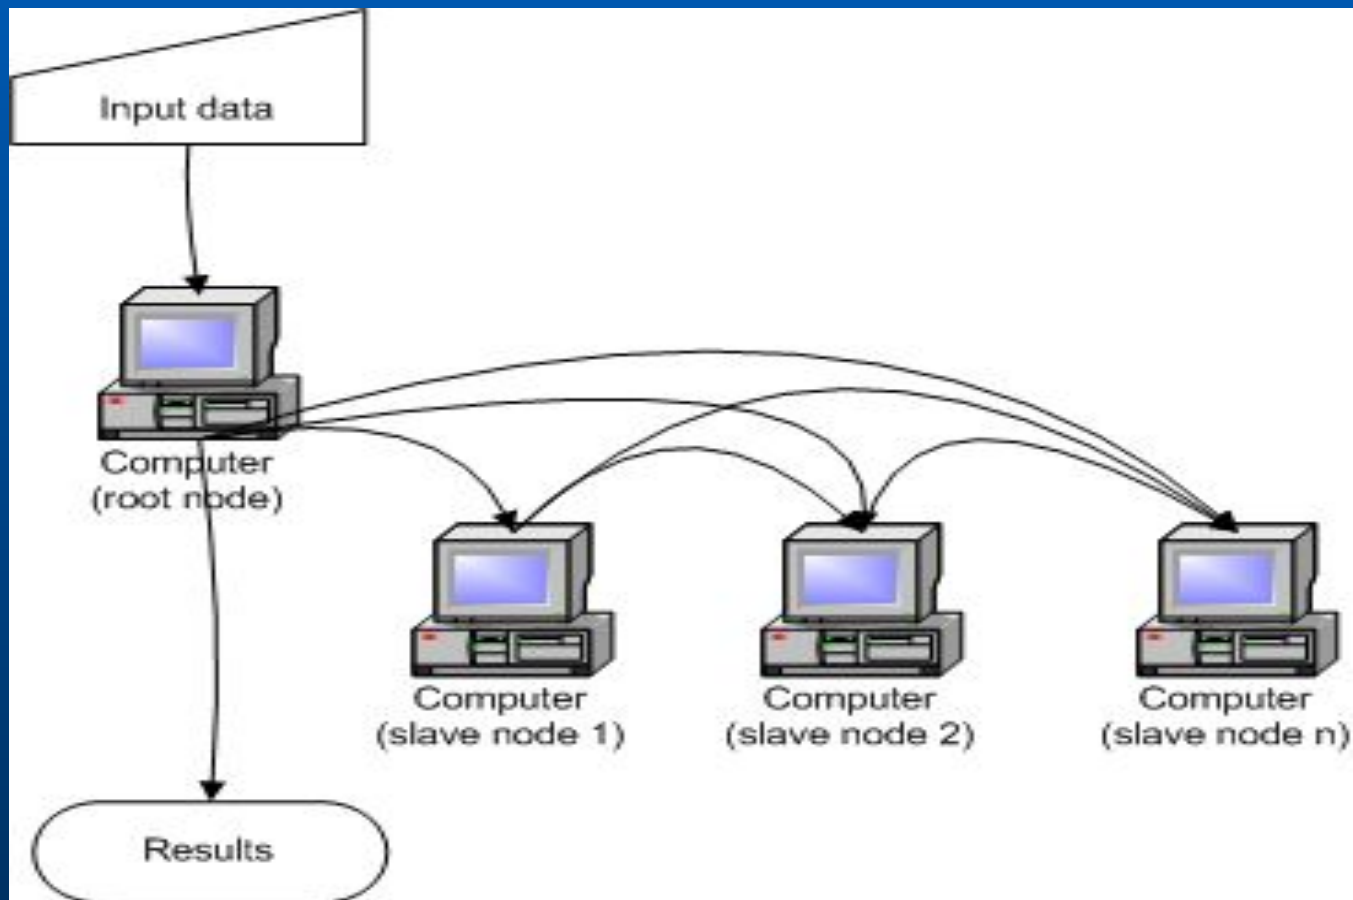 Input data
Computer
(root node)
Computer
(slave node 1)
Computer
(slave node 2)
Computer
(slave node n)
Results